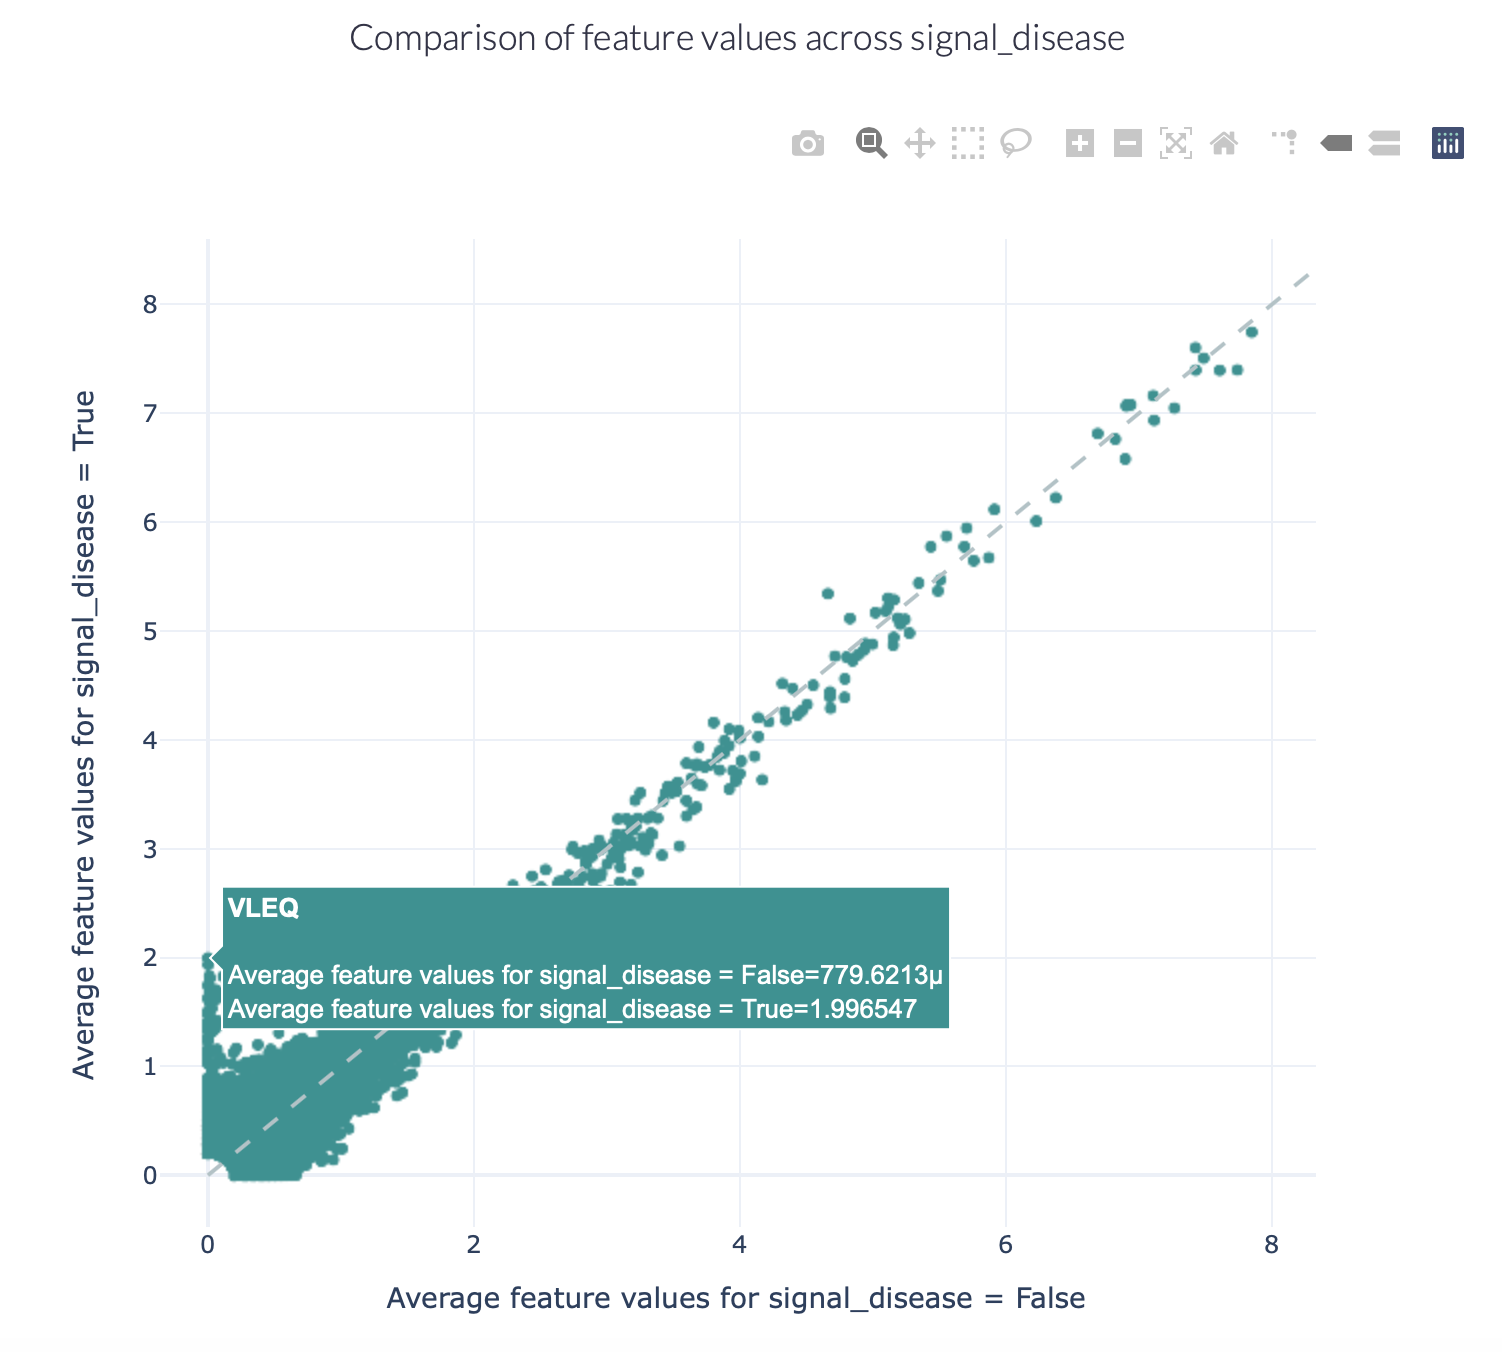 Comparison of feature values across signal_disease
8
7
6
5
4
3
2
1
0
Average feature values for signal_disease = True
VLEQ
Average feature values for signal_disease = False=779.6213μ
Average feature values for signal_disease = True=1.996547
0 2 4 6 8
Average feature values for signal_disease = False